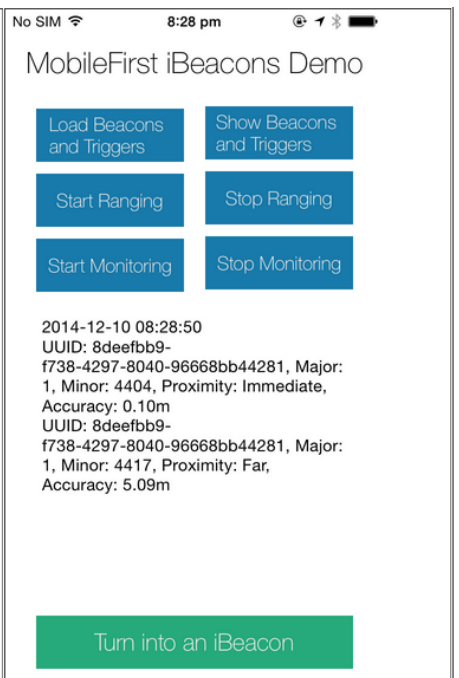 No SIM 8:28 pm
MobileFirst iBeacons Demo
Load Beacons and Triggers
Show Beacons and Triggers
Start Ranging
Stop Ranging
Start Monitoring
Stop Monitoring
2014-12-10 08:28:50
UUID: 8deefbb9-
f738-4297-8040-96668bb44281, Major:
1, Minor: 4404, Proximity: Immediate,
Accuracy: 0.10m
UUID: 8deefbb9-
f738-4297-8040-96668bb44281, Major:
1, Minor: 4417, Proximity: Far,
Accuracy: 5.09m
Turn into an iBeacon